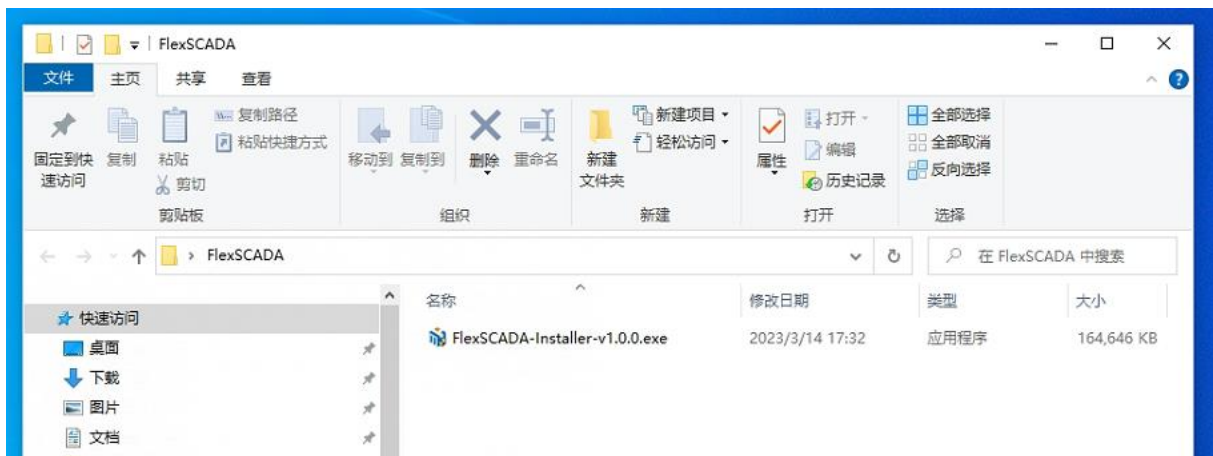 FlexSCADA
文件 主页 共享 查看
固定到快速访问
复制
粘贴
复制路径
粘贴快捷方式
剪切
剪贴板
移动到 复制到 删除 重命名
组织
新建文件夹
新建项目
轻松访问
新建
属性
打开
编辑
历史记录
打开
全部选择
全部取消
反向选择
选择
FlexSCADA
在 FlexSCADA 中搜索
名称 修改日期 类型 大小
FlexSCADA-Installer-v1.0.0.exe 2023/3/14 17:32 应用程序 164,646 KB
快速访问
桌面
下载
图片
文档